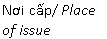 Nơi cấp/ Place
of issue